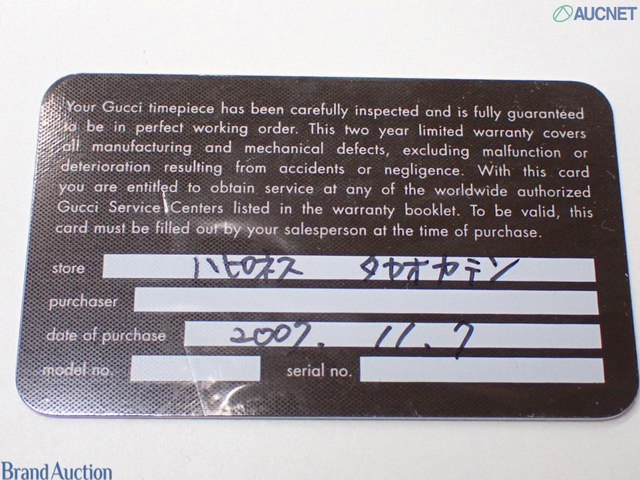 AUCNET
Your Gucci timepiece has been carefully inspected and is fully guaranteed
to be in perfect working order. This two year limited warranty covers
all manufacturing and mechanical defects, excluding malfunction or
deterioration resulting from accidents or negligence. With this card
you are entitled to obtain service at any of the worldwide authorized
Gucci Service Centers listed in the warranty booklet. To be valid, this
card must be filled out by your salesperson at the time of purchase.
store ハピネス タカオカテン
purchaser
date of purchase 2007. 11. 7
model no. serial no.
Brand Auction